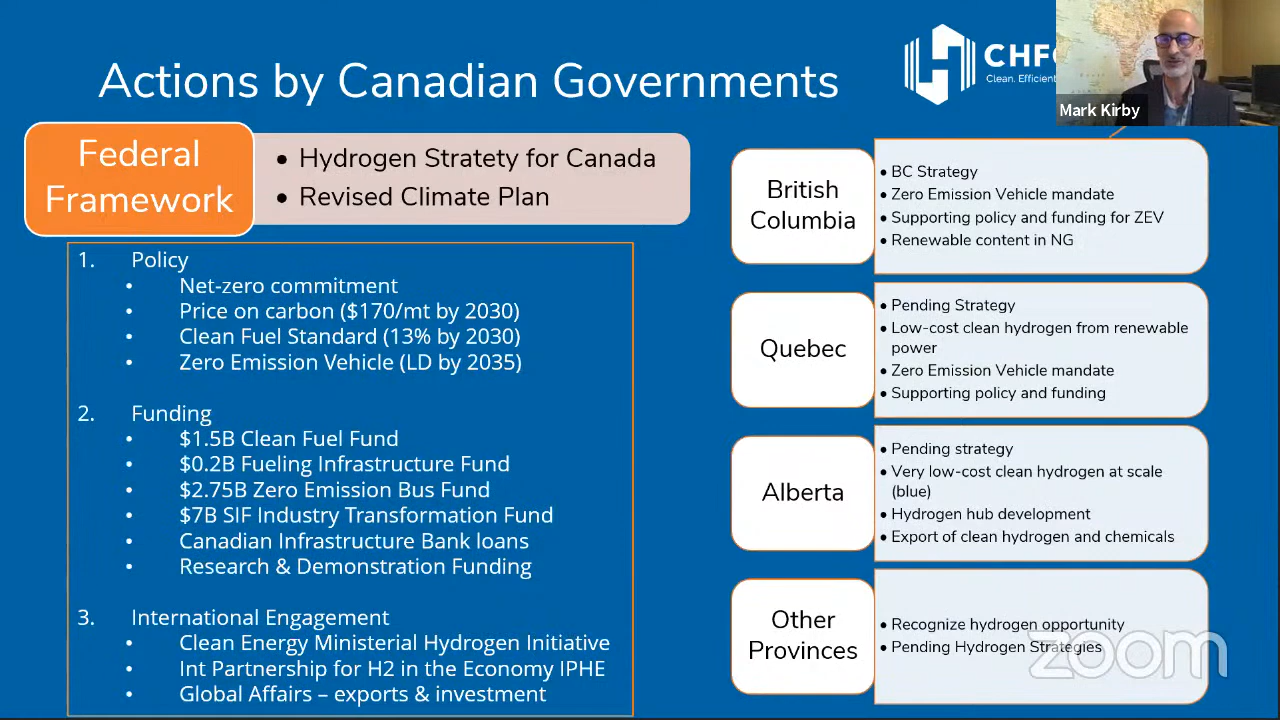 Actions by Canadian Governments
CHFC
Clean. Efficient
Mark Kirby
Federal
Framework
• Hydrogen Stratety for Canada
• Revised Climate Plan
1. Policy
• Net-zero commitment
• Price on carbon ($170/mt by 2030)
• Clean Fuel Standard (13% by 2030)
• Zero Emission Vehicle (LD by 2035)
2. Funding
• $1.5B Clean Fuel Fund
• $0.2B Fueling Infrastructure Fund
• $2.75B Zero Emission Bus Fund
• $7B SIF Industry Transformation Fund
• Canadian Infrastructure Bank loans
• Research & Demonstration Funding
3. International Engagement
• Clean Energy Ministerial Hydrogen Initiative
• Int Partnership for H2 in the Economy IPHE
• Global Affairs – exports & investment
British
Columbia
• BC Strategy
• Zero Emission Vehicle mandate
• Supporting policy and funding for ZEV
• Renewable content in NG
Quebec
• Pending Strategy
• Low-cost clean hydrogen from renewable
power
• Zero Emission Vehicle mandate
• Supporting policy and funding
Alberta
• Pending strategy
• Very low-cost clean hydrogen at scale
(blue)
• Hydrogen hub development
• Export of clean hydrogen and chemicals
Other
Provinces
• Recognize hydrogen opportunity
• Pending Hydrogen Strategies
zoom